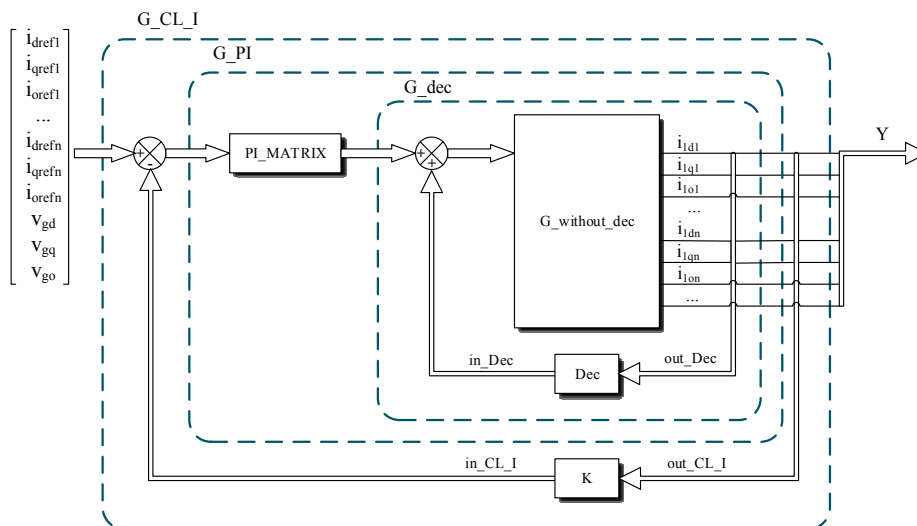 G_CL_I
G_PI
G_dec
i_dref1
i_qref1
i_oref1
...
i_drefn
i_qrefn
i_orefn
v_gd
v_gq
v_go
+
-
PI_MATRIX
+
+
G_without_dec
i_1d1
i_1q1
i_1o1
...
i_1dn
i_1qn
i_1on
...
Y
in_Dec
Dec
out_Dec
in_CL_I
K
out_CL_I